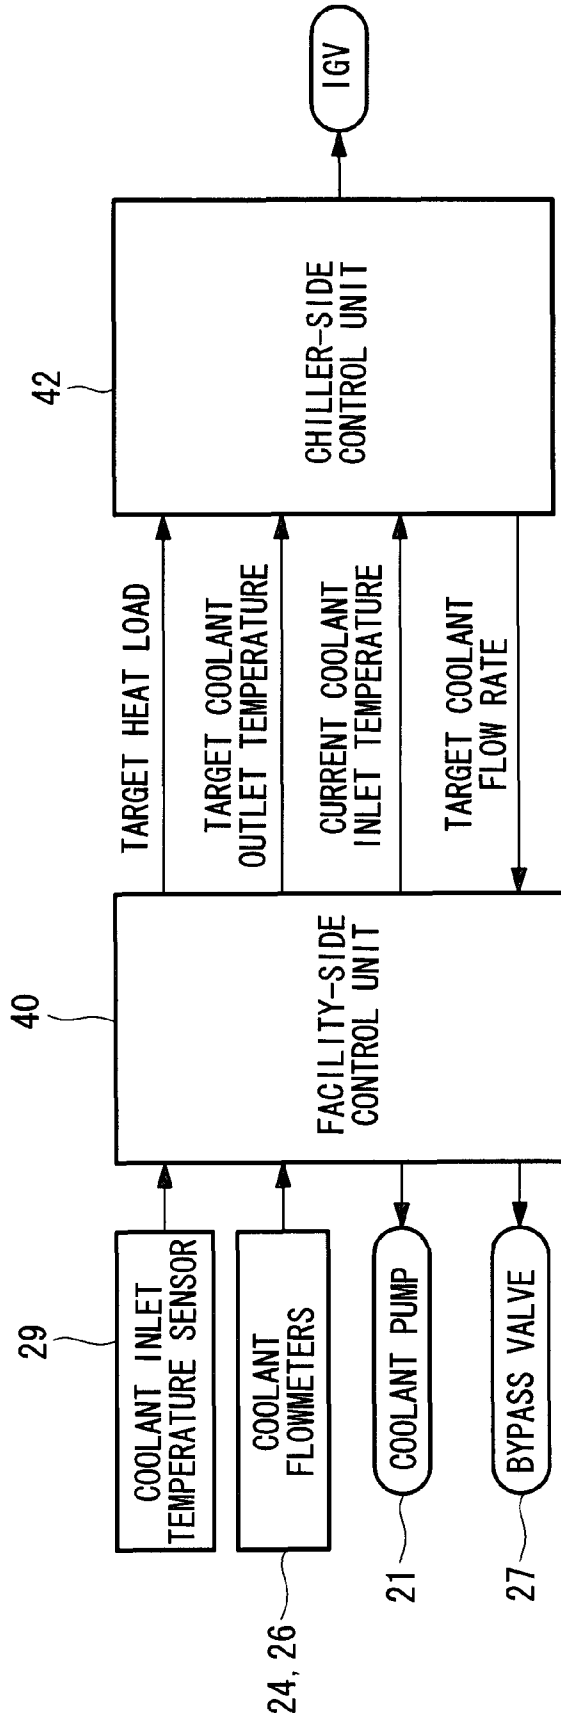 29
COOLANT INLET
TEMPERATURE SENSOR
24, 26
COOLANT
FLOWMETERS
21
COOLANT PUMP
27
BYPASS VALVE
40
FACILITY-SIDE
CONTROL UNIT
TARGET HEAT LOAD
TARGET COOLANT
OUTLET TEMPERATURE
CURRENT COOLANT
INLET TEMPERATURE
TARGET COOLANT
FLOW RATE
42
CHILLER-SIDE
CONTROL UNIT
IGV